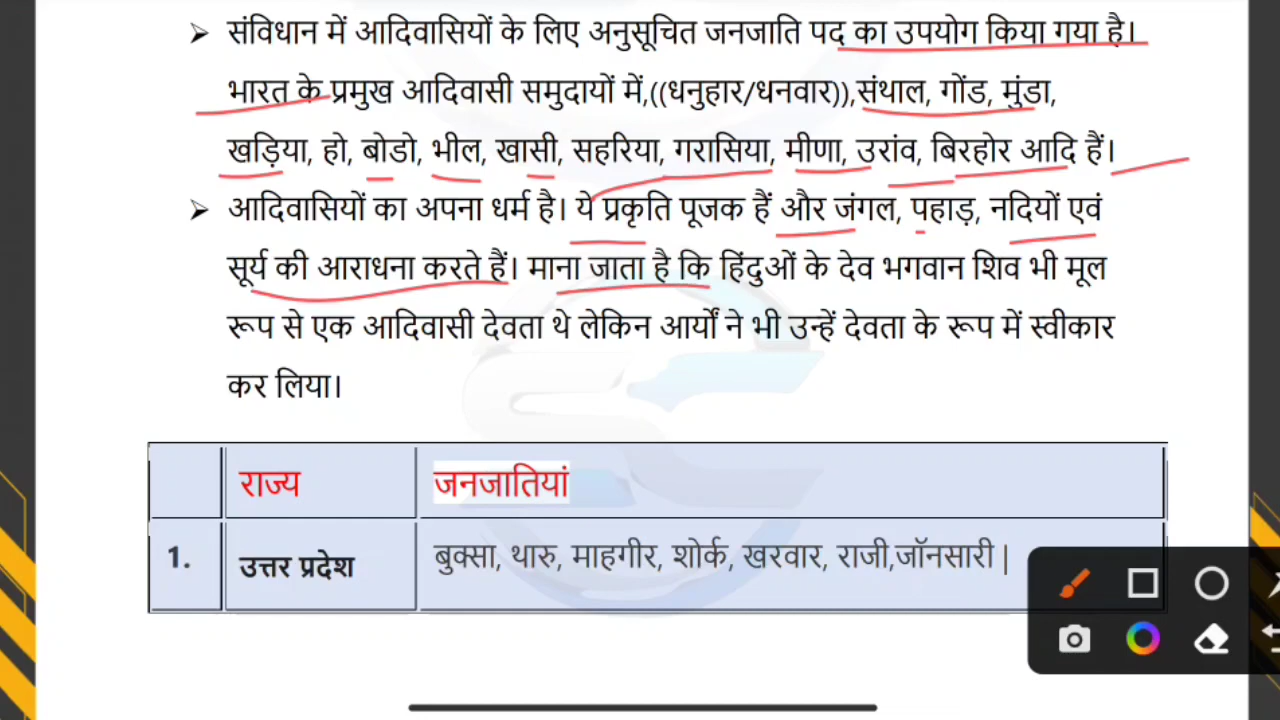 ➢ संविधान में आदिवासियों के लिए अनुसूचित जनजाति पद का उपयोग किया गया है।
भारत के प्रमुख आदिवासी समुदायों में,((धनुहार/धनवार)),संथाल, गोंड, मुंडा,
खड़िया, हो, बोडो, भील, खासी, सहरिया, गरासिया, मीणा, उरांव, बिरहोर आदि हैं।
➢ आदिवासियों का अपना धर्म है। ये प्रकृति पूजक हैं और जंगल, पहाड़, नदियों एवं
सूर्य की आराधना करते हैं। माना जाता है कि हिंदुओं के देव भगवान शिव भी मूल
रूप से एक आदिवासी देवता थे लेकिन आर्यों ने भी उन्हें देवता के रूप में स्वीकार
कर लिया।
राज्य जनजातियां
1. उत्तर प्रदेश बुक्सा, थारु, माहगीर, शोर्क, खरवार, राजी,जॉनसारी |